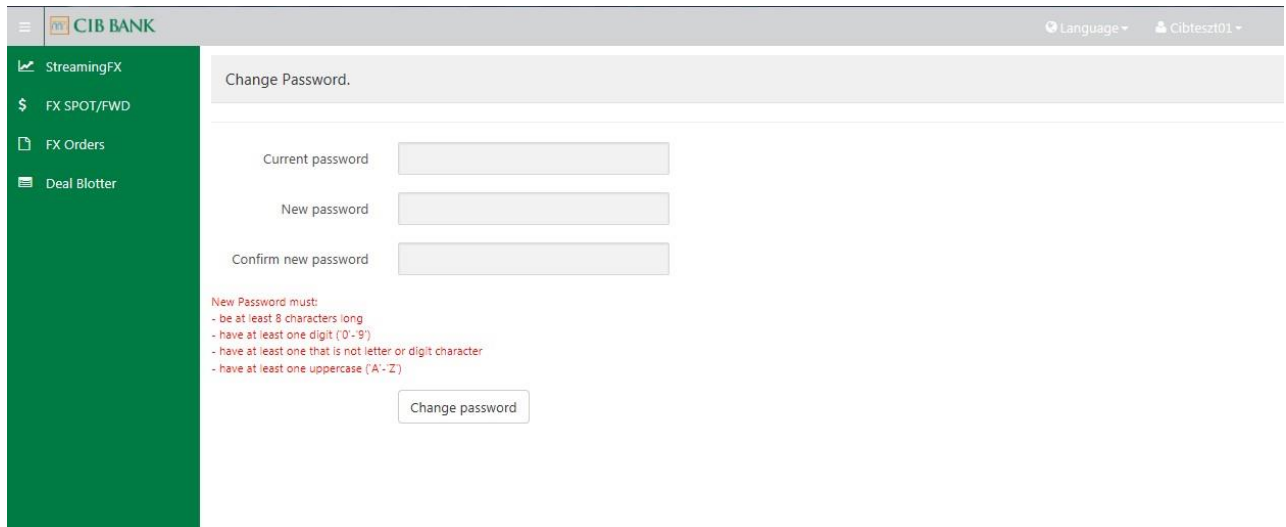 CIB BANK
Language
Cibteszt01
StreamingFX
FX SPOT/FWD
FX Orders
Deal Blotter
Change Password.
Current password
New password
Confirm new password
New Password must:
- be at least 8 characters long
- have at least one digit ('0'-'9')
- have at least one that is not letter or digit character
- have at least one uppercase ('A'-'Z')
Change password